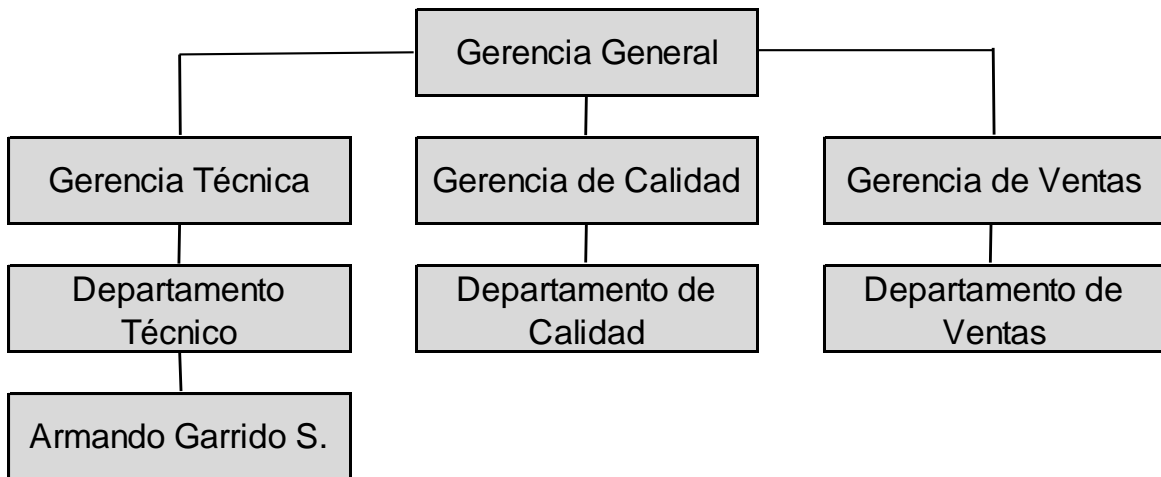 Gerencia General
Gerencia Técnica
Gerencia de Calidad
Gerencia de Ventas
Departamento
Técnico
Departamento de
Calidad
Departamento de
Ventas
Armando Garrido S.